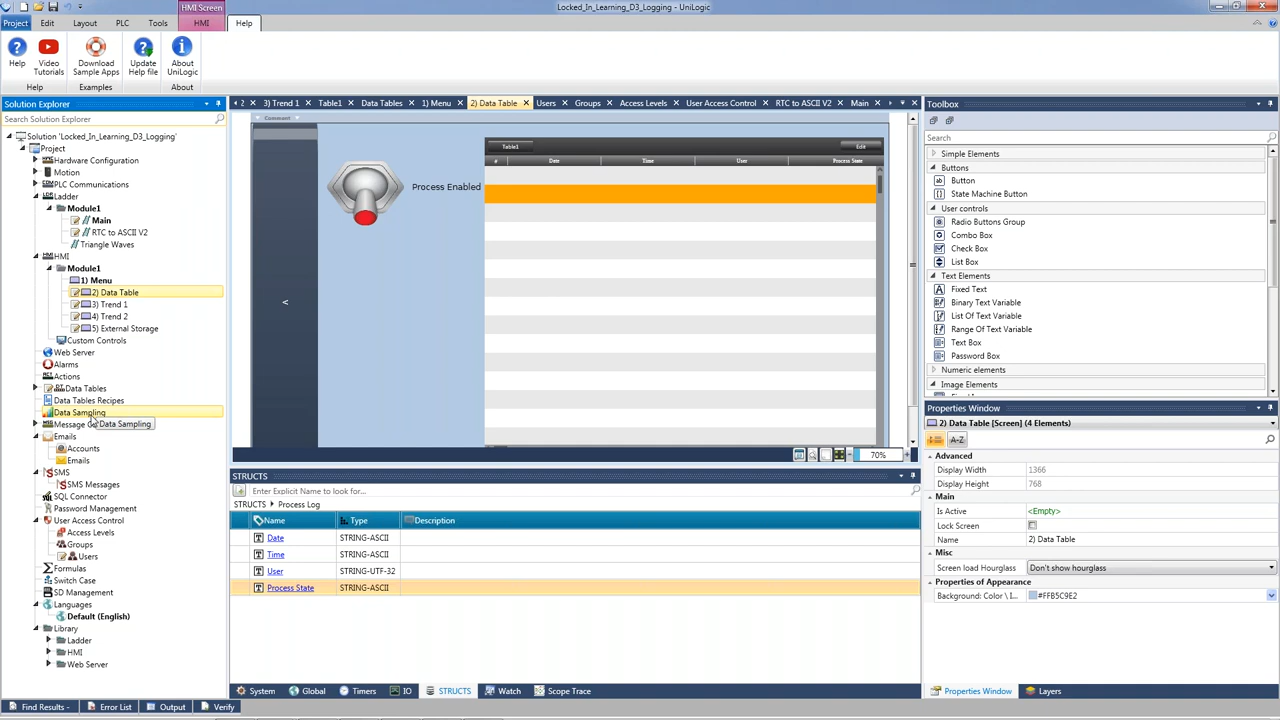 HMI Screen
Locked_In_Learning_D3_Logging - UniLogic
Project Edit Layout PLC Tools HMI Help
Help Video Tutorials Download Sample Apps Update Help file About UniLogic
Help Examples About
Solution Explorer
Search Solution Explorer
Solution 'Locked_In_Learning_D3_Logging'
Project
Hardware Configuration
Motion
PLC Communications
Ladder
Module1
Main
RTC to ASCII V2
Triangle Waves
HMI
Module1
1) Menu
2) Data Table
3) Trend 1
4) Trend 2
5) External Storage
Custom Controls
Web Server
Alarms
Actions
Data Tables
Data Tables Recipes
Data Sampling
Message
Data Sampling
Emails
Accounts
Emails
SMS
SMS Messages
SQL Connector
Password Management
User Access Control
Access Levels
Groups
Users
Formulas
Switch Case
SD Management
Languages
Default (English)
Library
Ladder
HMI
Web Server
2 3) Trend 1 Table1 Data Tables 1) Menu 2) Data Table Users Groups Access Levels User Access Control RTC to ASCII V2 Main
Comment
Process Enabled
<
Table1 Edit
# Date Time User Process State
70%
STRUCTS
Enter Explicit Name to look for...
STRUCTS Process Log
Name Type Description
Date STRING-ASCII
Time STRING-ASCII
User STRING-UTF-32
Process State STRING-ASCII
System Global Timers IO STRUCTS Watch Scope Trace
Toolbox
Search
Simple Elements
Buttons
Button
State Machine Button
User controls
Radio Buttons Group
Combo Box
Check Box
List Box
Text Elements
Fixed Text
Binary Text Variable
List Of Text Variable
Range Of Text Variable
Text Box
Password Box
Numeric elements
Image Elements
Properties Window
2) Data Table [Screen] (4 Elements)
A-Z
Advanced
Display Width 1366
Display Height 768
Main
Is Active <Empty>
Lock Screen
Name 2) Data Table
Misc
Screen load Hourglass Don't show hourglass
Properties of Appearance
Background: Color \ I... #FFB5C9E2
Properties Window Layers
Find Results - Error List Output Verify